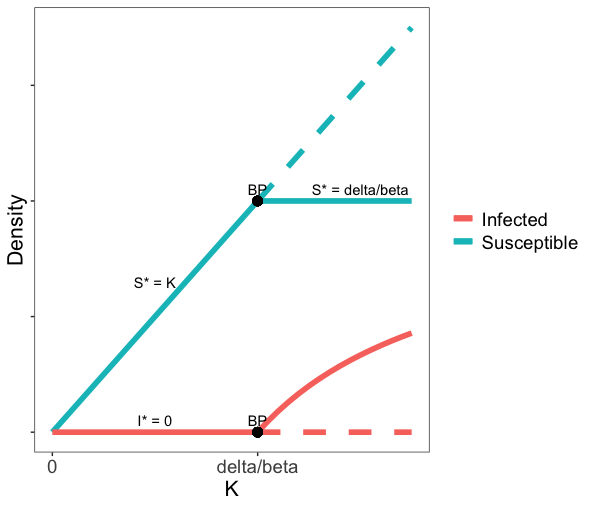 Density
BP
S* = delta/beta
S* = K
I* = 0
BP
0
delta/beta
K
Infected
Susceptible